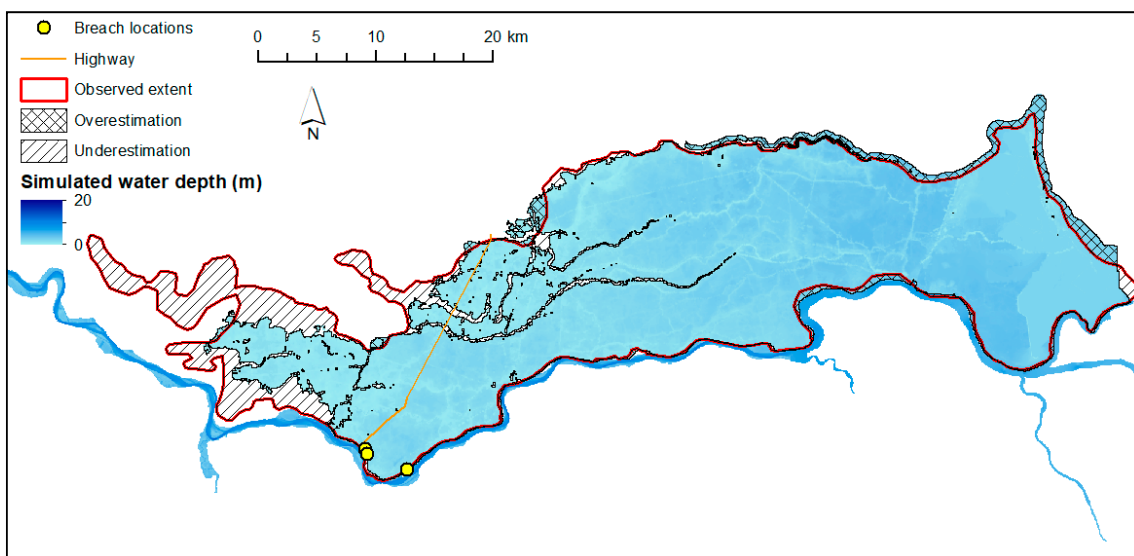 Breach locations
Highway
Observed extent
Overestimation
Underestimation
Simulated water depth (m)
20
0
0 5 10 20 km
N